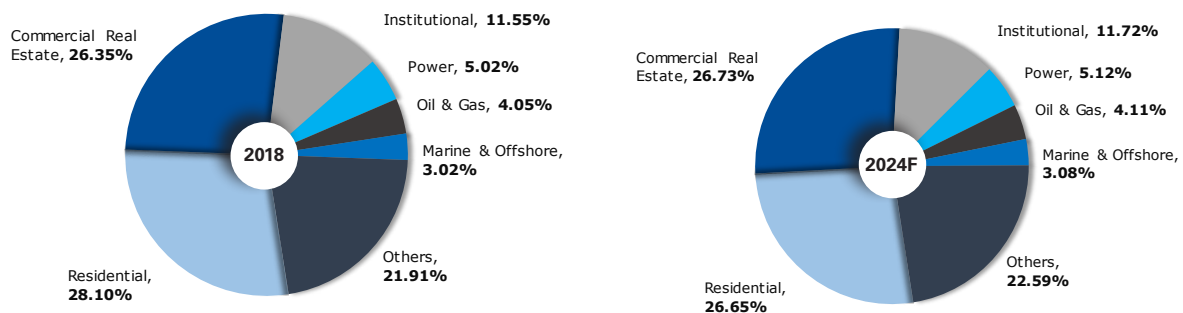 Institutional, 11.55%
Commercial Real
Estate, 26.35%
Power, 5.02%
Oil & Gas, 4.05%
Marine & Offshore,
3.02%
2018
Others,
21.91%
Residential,
28.10%
Institutional, 11.72%
Commercial Real
Estate, 26.73%
Power, 5.12%
Oil & Gas, 4.11%
Marine & Offshore,
3.08%
2024F
Others,
22.59%
Residential,
26.65%